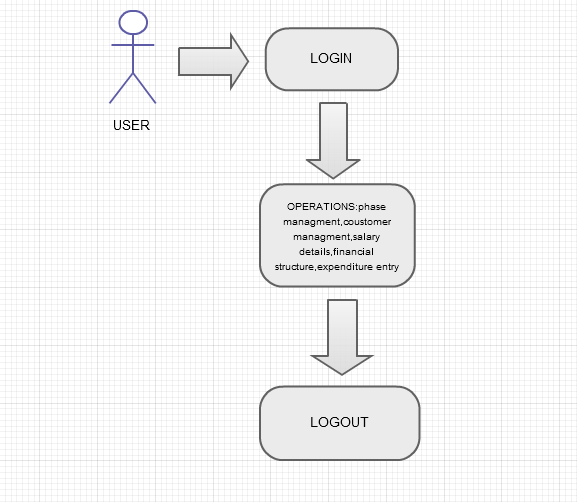 LOGIN
USER
OPERATIONS:phase
managment,coustomer
managment,salary
details,financial
structure,expenditure entry
LOGOUT